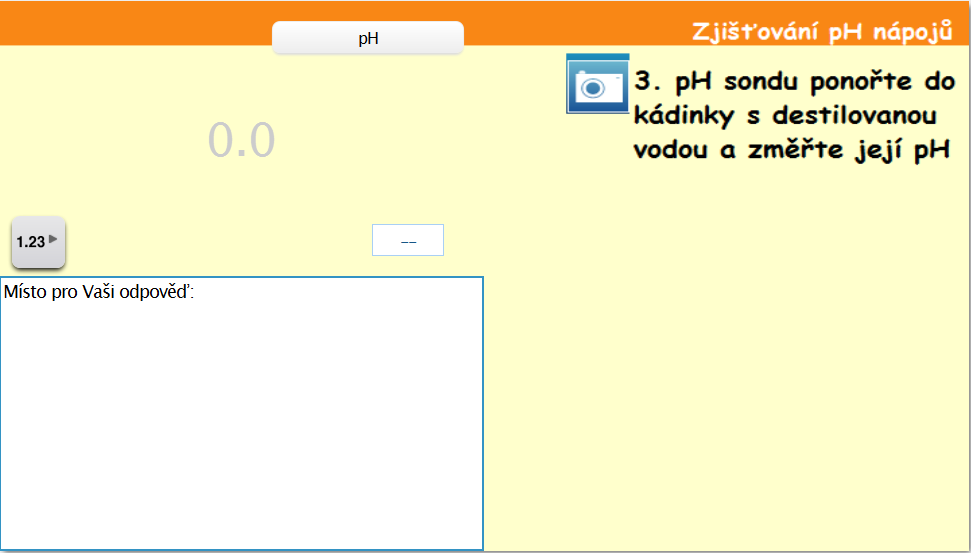 pH
Zjišťování pH nápojů
3. pH sondu ponořte do
kádinky s destilovanou
vodou a změřte její pH
0.0
1.23
--
Místo pro Vaši odpověď: